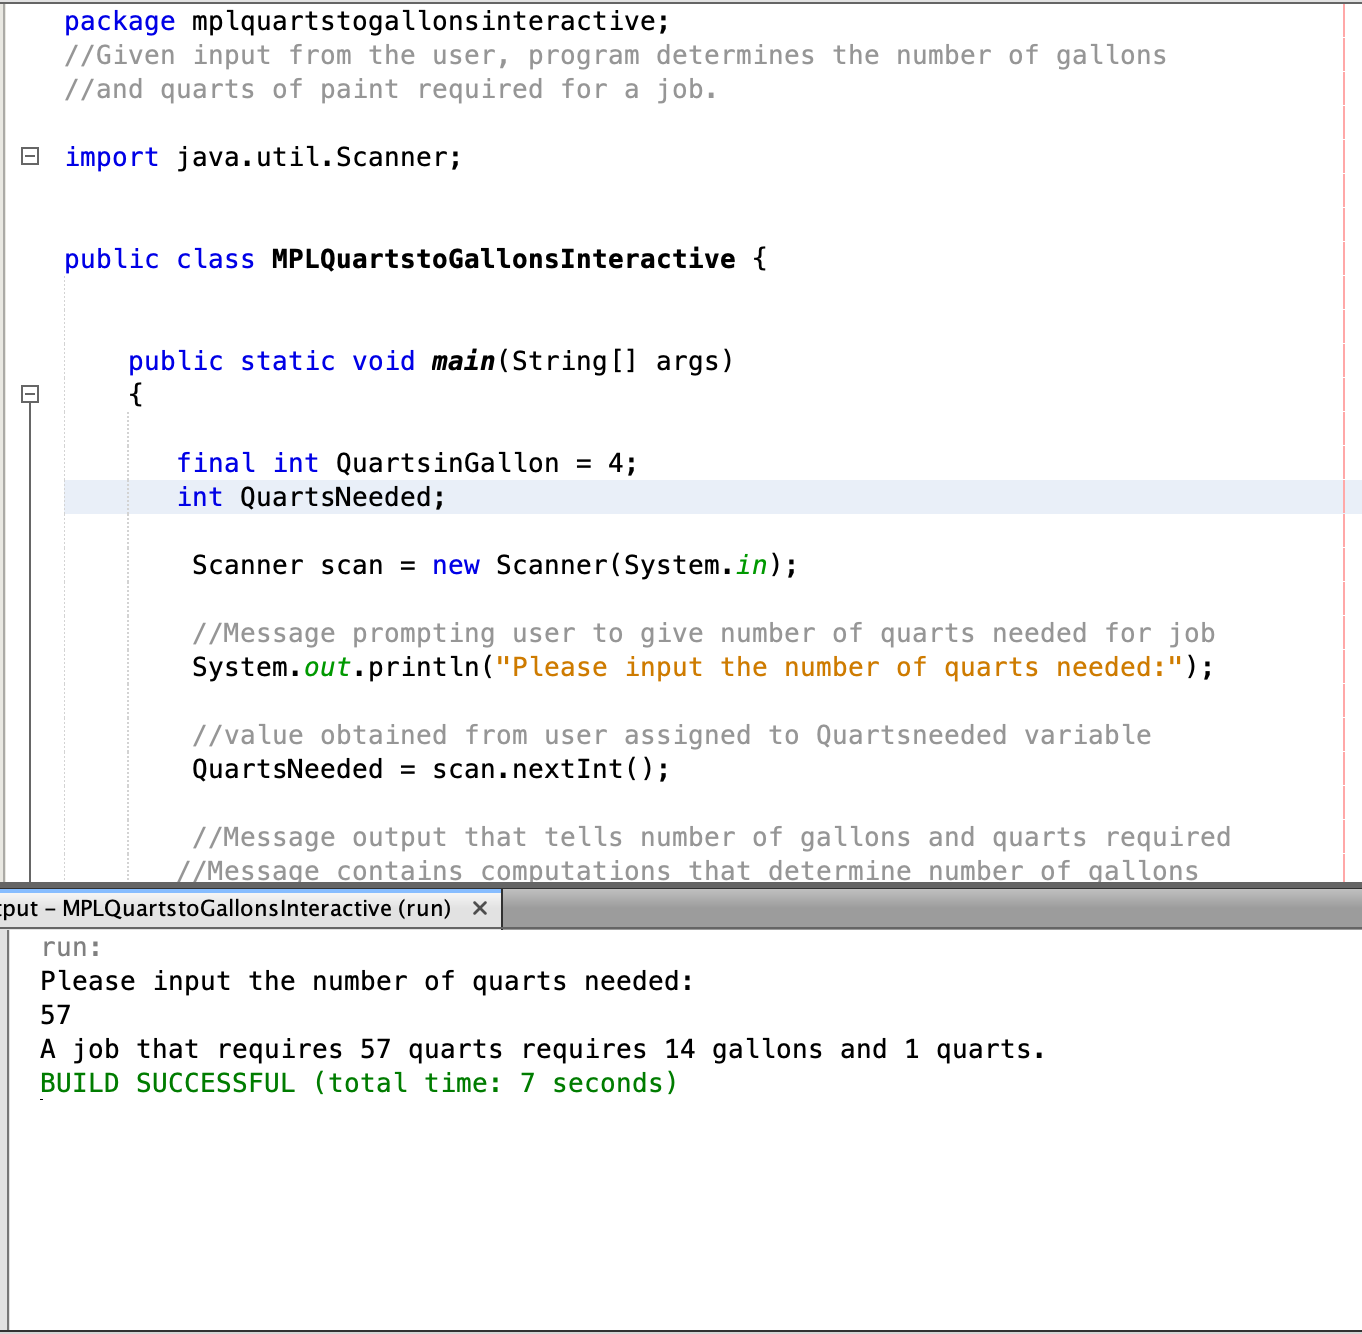 package mplquartstogallonsinteractive;
//Given input from the user, program determines the number of gallons
//and quarts of paint required for a job.
import java.util.Scanner;
public class MPLQuartstoGallonsInteractive {
public static void main(String[] args)
{
final int QuartsinGallon = 4;
int QuartsNeeded;
Scanner scan = new Scanner(System.in);
//Message prompting user to give number of quarts needed for job
System.out.println("Please input the number of quarts needed:");
//value obtained from user assigned to Quartsneeded variable
QuartsNeeded = scan.nextInt();
//Message output that tells number of gallons and quarts required
//Message contains computations that determine number of gallons
tput – MPLQuartstoGallonsInteractive (run) ×
run:
Please input the number of quarts needed:
57
A job that requires 57 quarts requires 14 gallons and 1 quarts.
BUILD SUCCESSFUL (total time: 7 seconds)